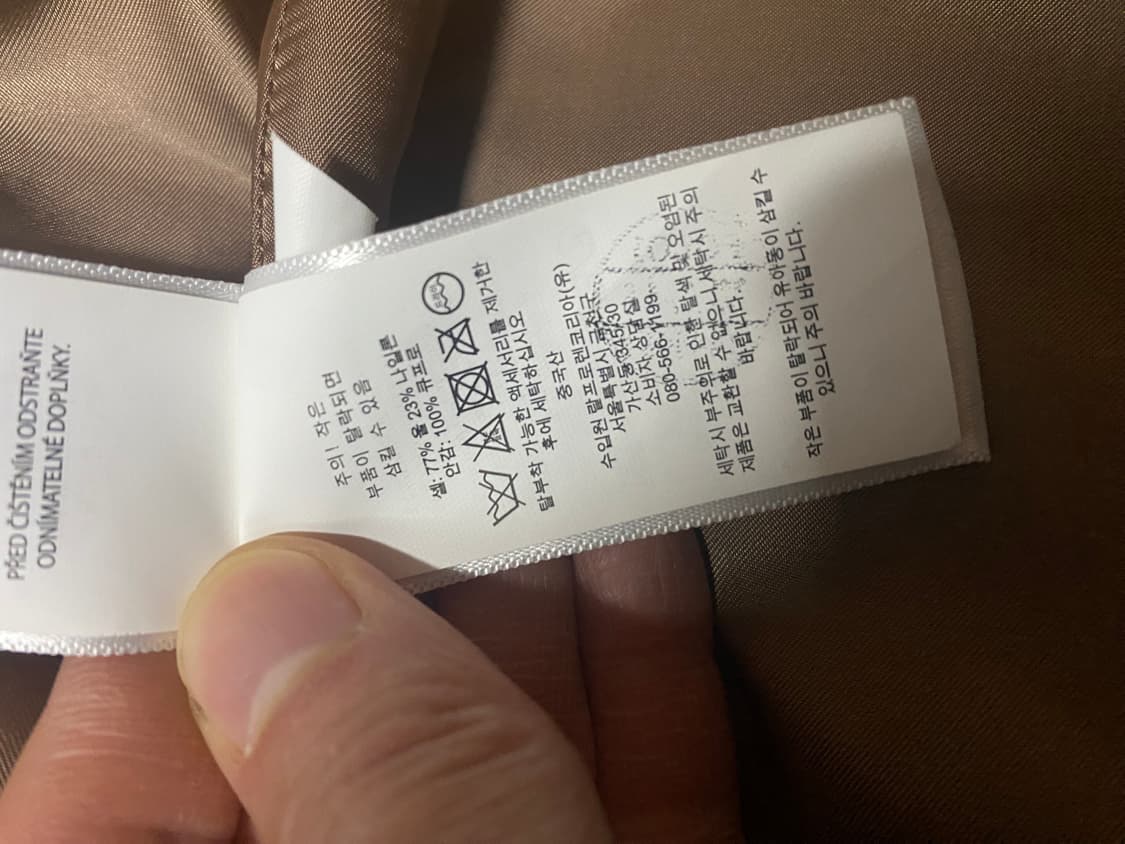 PŘED ČIŠTĚNÍM ODSTRAŇTE
ODNÍMATELNÉ DOPLŇKY.
주의! 작은
부품이 탈락되면
삼킬 수 있음
셸: 77% 울 23% 나일론
안감: 100% 큐프로
탈부착 가능한 액세서리를 제거한
후에 세탁하십시오
중국산
수입원 랄프로렌코리아(유)
서울특별시 금천구
가산동 345/30
소비자 상담실
080-566-1199
세탁시 부주위로 인한 탈색 및 오염된
제품은 교환할 수 없으니 세탁시 주의
바랍니다.
작은 부품이 탈락되어 유아동이 삼킬 수
있으니 주의 바랍니다.